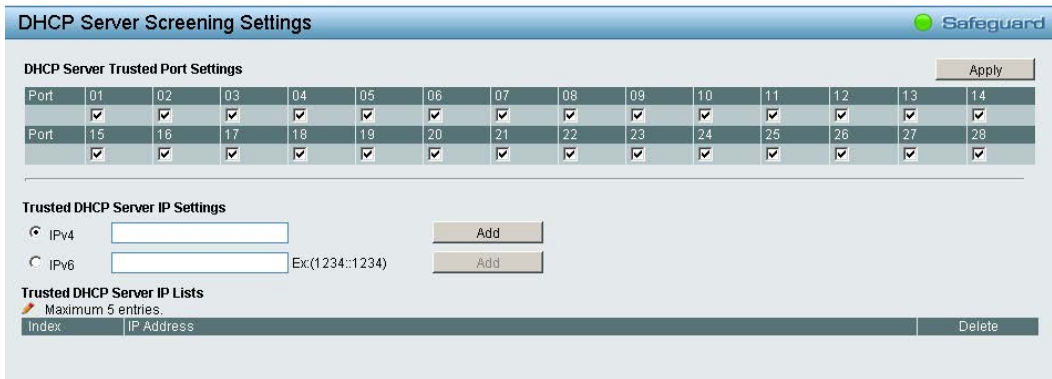 DHCP Server Screening Settings Safeguard
DHCP Server Trusted Port Settings Apply
Port 01 02 03 04 05 06 07 08 09 10 11 12 13 14
Port 15 16 17 18 19 20 21 22 23 24 25 26 27 28
Trusted DHCP Server IP Settings
IPv4 Add
IPv6 Ex:(1234::1234) Add
Trusted DHCP Server IP Lists
Maximum 5 entries.
Index IP Address Delete